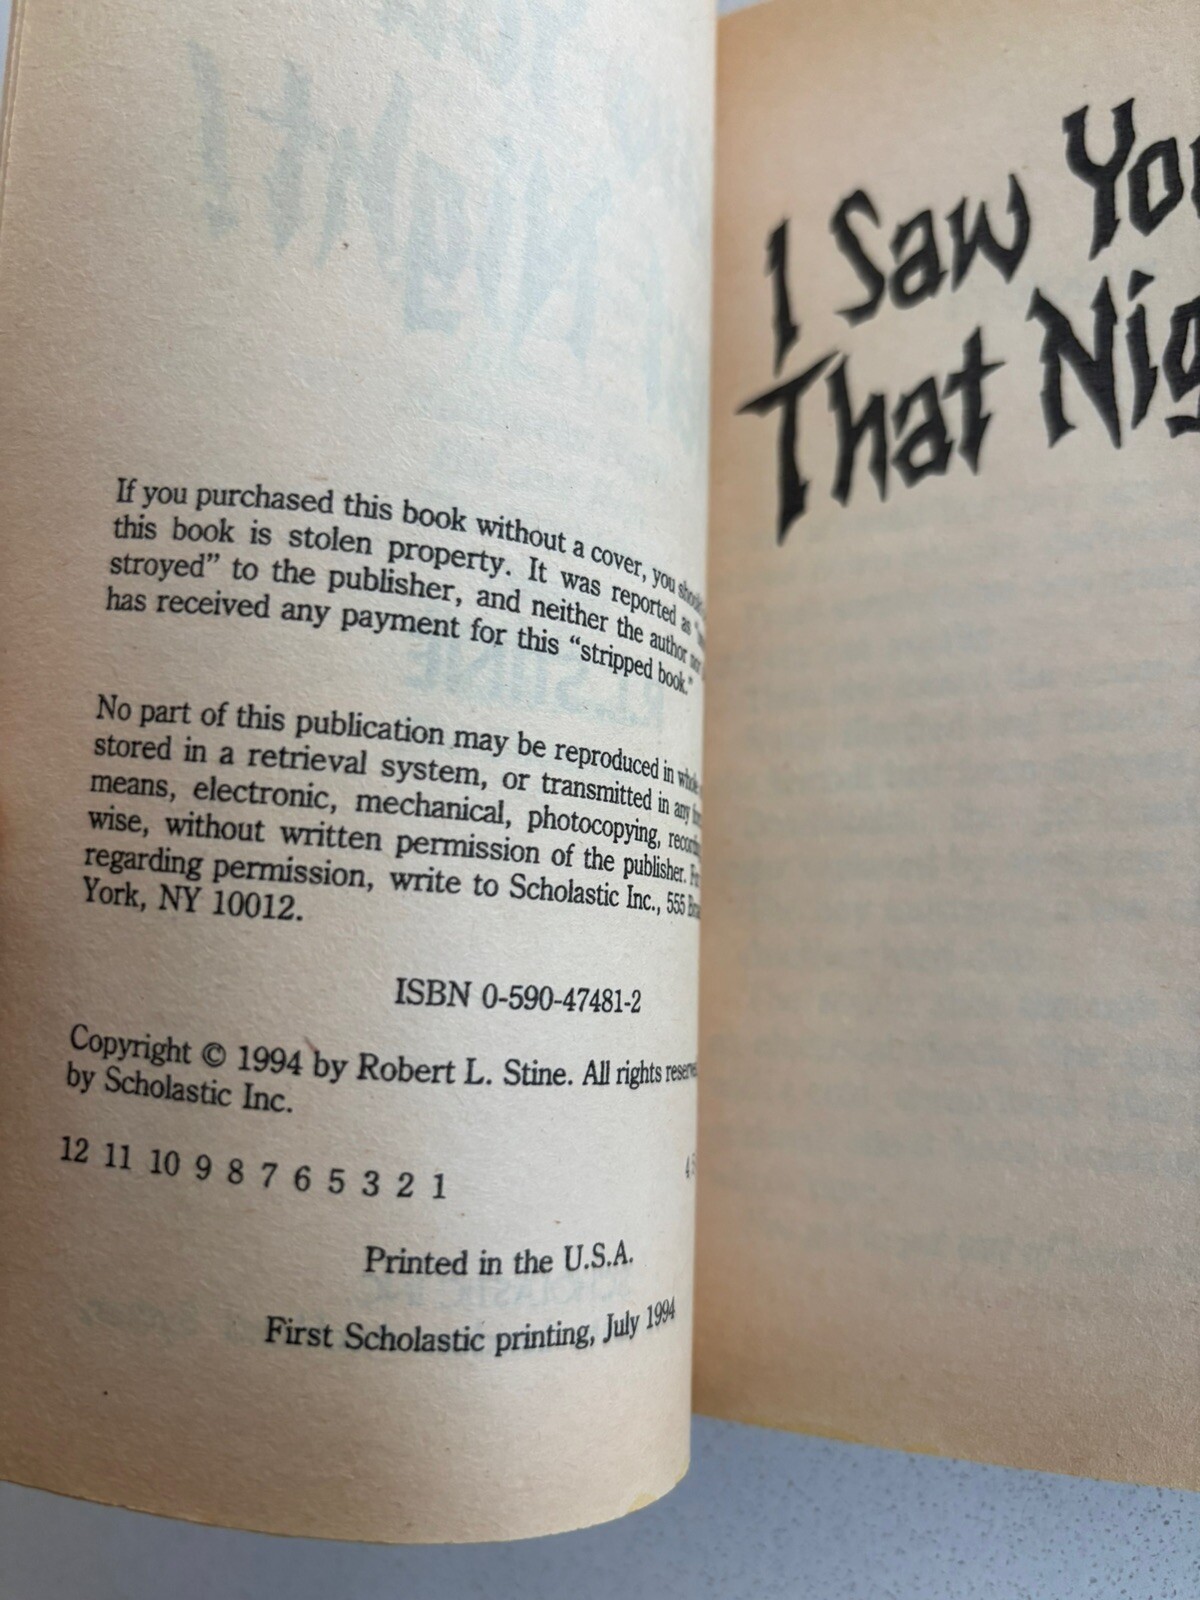 If you purchased this book without a cover, you should
this book is stolen property. It was reported as
stroyed” to the publisher, and neither the author nor
has received any payment for this “stripped book.”
No part of this publication may be reproduced in whole
stored in a retrieval system, or transmitted in any
means, electronic, mechanical, photocopying,
wise, without written permission of the publisher. For
regarding permission, write to Scholastic Inc., 555
York, NY 10012.
ISBN 0-590-47481-2
Copyright © 1994 by Robert L. Stine. All rights
by Scholastic Inc.
12 11 10 9 8 7 6 5 3 2 1
4
Printed in the U.S.A.
First Scholastic printing, July 1994
I Saw You
That Nig